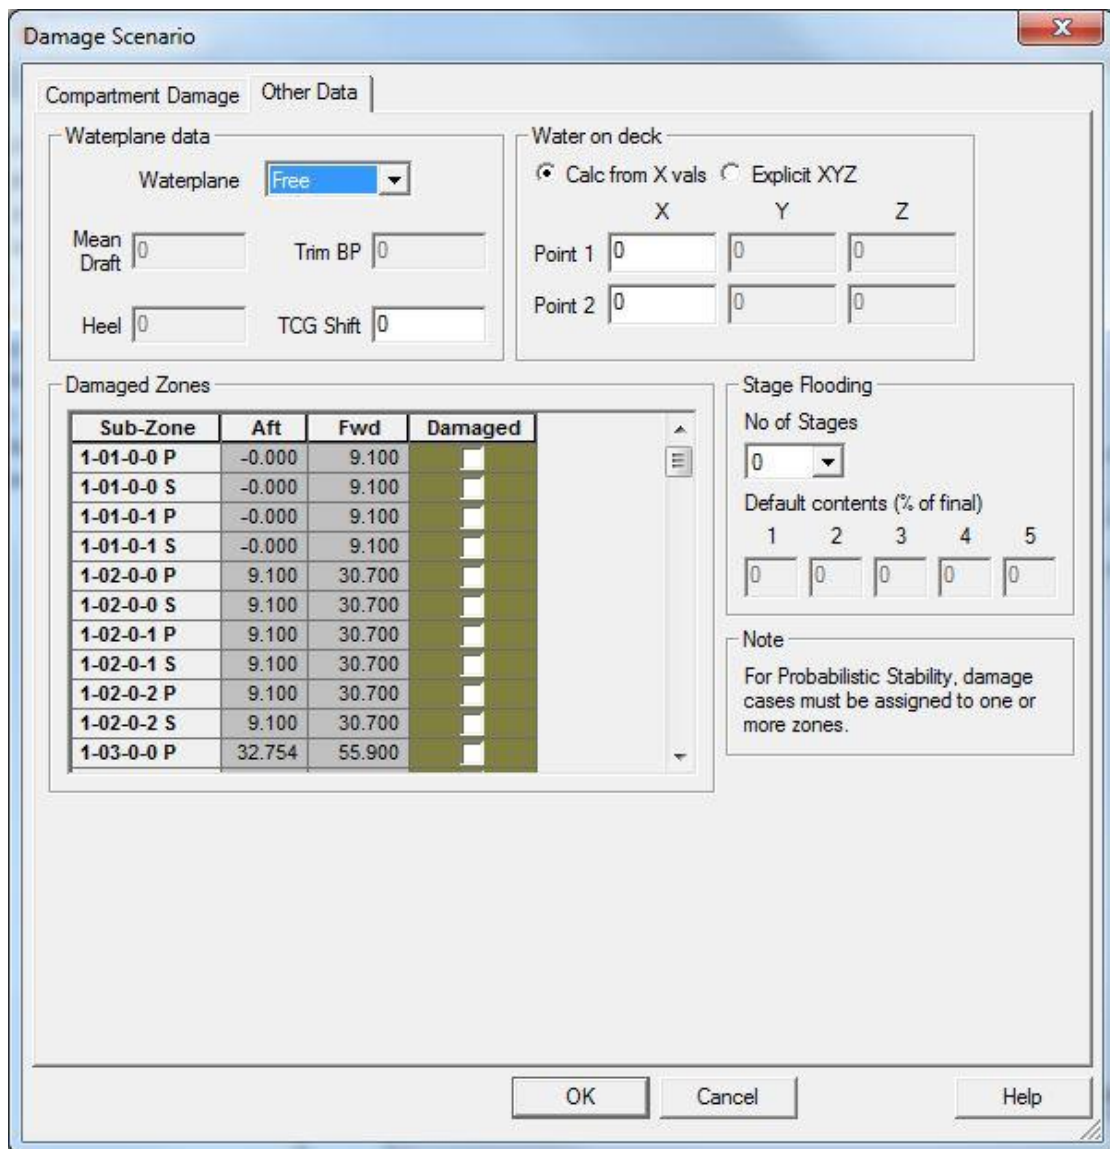 Damage Scenario
Compartment Damage Other Data
Waterplane data
Waterplane Free
Mean Draft 0 Trim BP 0
Heel 0 TCG Shift 0
Water on deck
Calc from X vals Explicit XYZ
X Y Z
Point 1 0 0 0
Point 2 0 0 0
Damaged Zones
Sub-Zone Aft Fwd Damaged
1-01-0-0 P -0.000 9.100
1-01-0-0 S -0.000 9.100
1-01-0-1 P -0.000 9.100
1-01-0-1 S -0.000 9.100
1-02-0-0 P 9.100 30.700
1-02-0-0 S 9.100 30.700
1-02-0-1 P 9.100 30.700
1-02-0-1 S 9.100 30.700
1-02-0-2 P 9.100 30.700
1-02-0-2 S 9.100 30.700
1-03-0-0 P 32.754 55.900
Stage Flooding
No of Stages
0
Default contents (% of final)
1 2 3 4 5
0 0 0 0 0
Note
For Probabilistic Stability, damage
cases must be assigned to one or
more zones.
OK Cancel Help